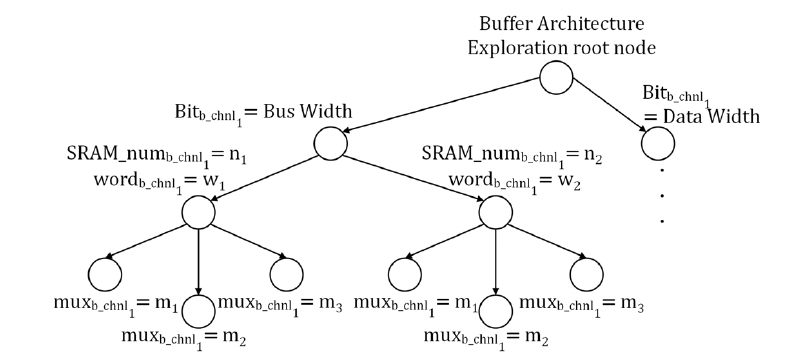 Buffer Architecture
Exploration root node
Bit_b_chnl_1 = Bus Width
Bit_b_chnl_1
= Data Width
SRAM_num_b_chnl_1 = n_1
word_b_chnl_1 = w_1
SRAM_num_b_chnl_1 = n_2
word_b_chnl_1 = w_2
mux_b_chnl_1 = m_1
mux_b_chnl_1 = m_2
mux_b_chnl_1 = m_3
mux_b_chnl_1 = m_1
mux_b_chnl_1 = m_2
mux_b_chnl_1 = m_3